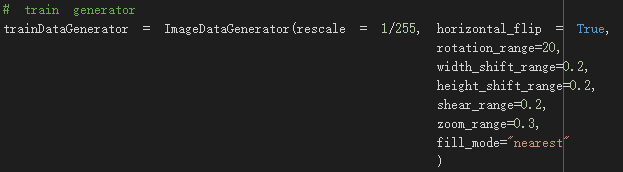 # train generator
trainDataGenerator = ImageDataGenerator(rescale = 1/255, horizontal_flip = True,
rotation_range=20,
width_shift_range=0.2,
height_shift_range=0.2,
shear_range=0.2,
zoom_range=0.3,
fill_mode="nearest"
)